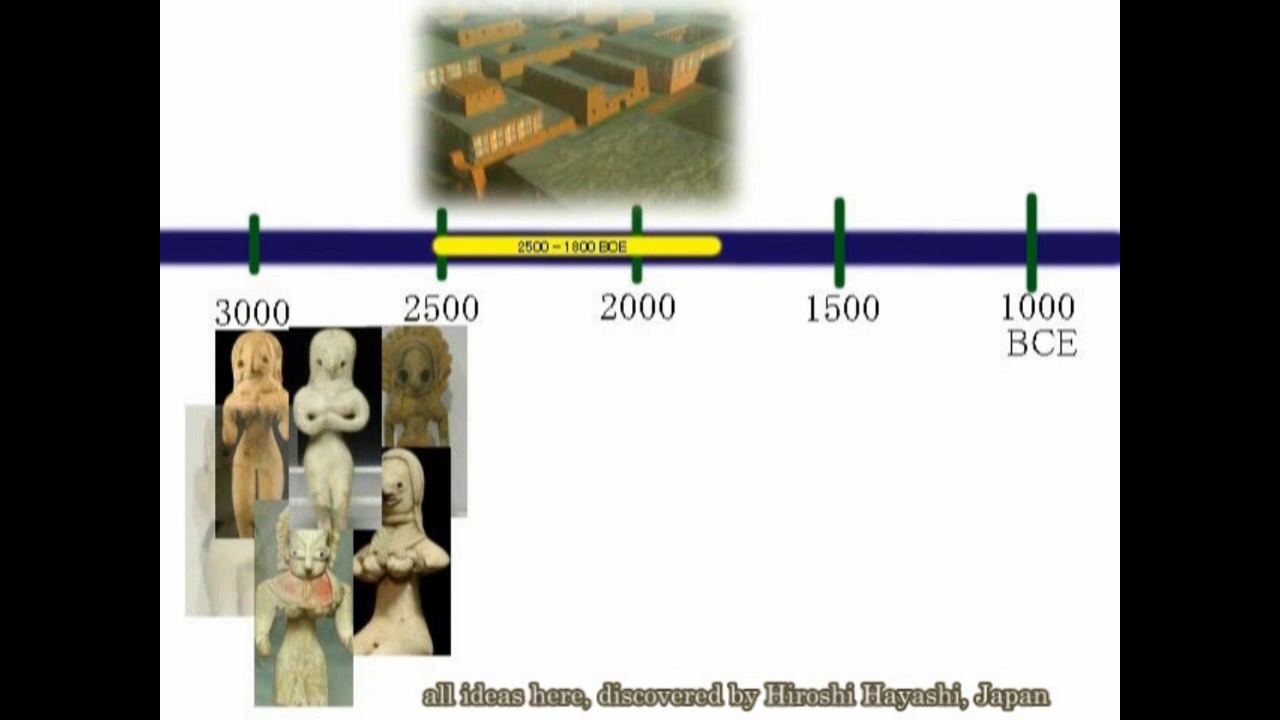 2500 - 1800 BCE
3000 2500 2000 1500 1000
BCE
all ideas here, discovered by Hiroshi Hayashi, Japan